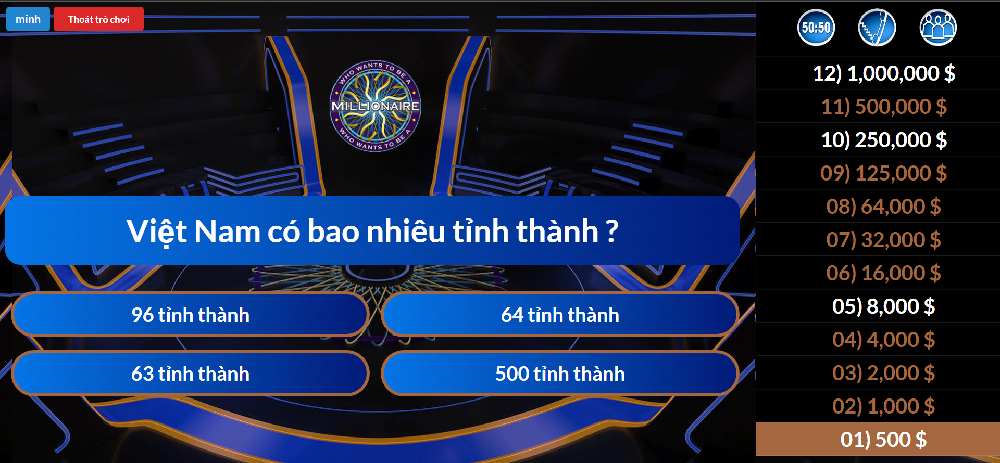 minh
Thoát trò chơi
WHO WANTS TO BE A
MILLIONAIRE
WHO WANTS TO BE A
Việt Nam có bao nhiêu tỉnh thành ?
96 tỉnh thành
64 tỉnh thành
63 tỉnh thành
500 tỉnh thành
50:50
12) 1,000,000 $
11) 500,000 $
10) 250,000 $
09) 125,000 $
08) 64,000 $
07) 32,000 $
06) 16,000 $
05) 8,000 $
04) 4,000 $
03) 2,000 $
02) 1,000 $
01) 500 $